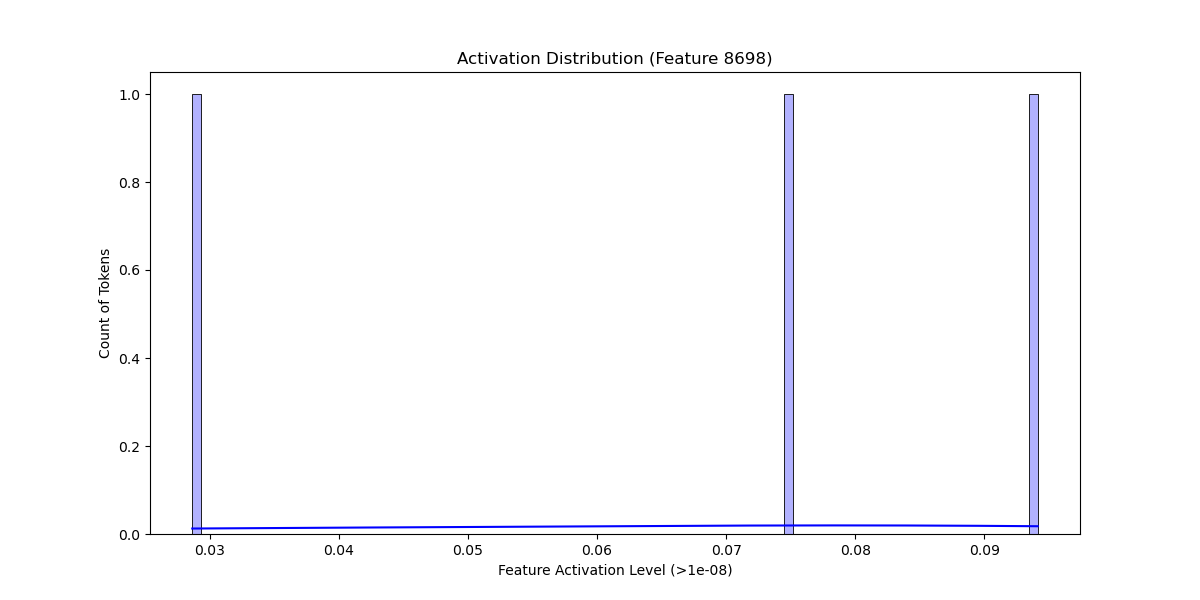 Activation Distribution (Feature 8698)
1.0
0.8
0.6
0.4
0.2
0.0
Count of Tokens
0.03 0.04 0.05 0.06 0.07 0.08 0.09
Feature Activation Level (>1e-08)